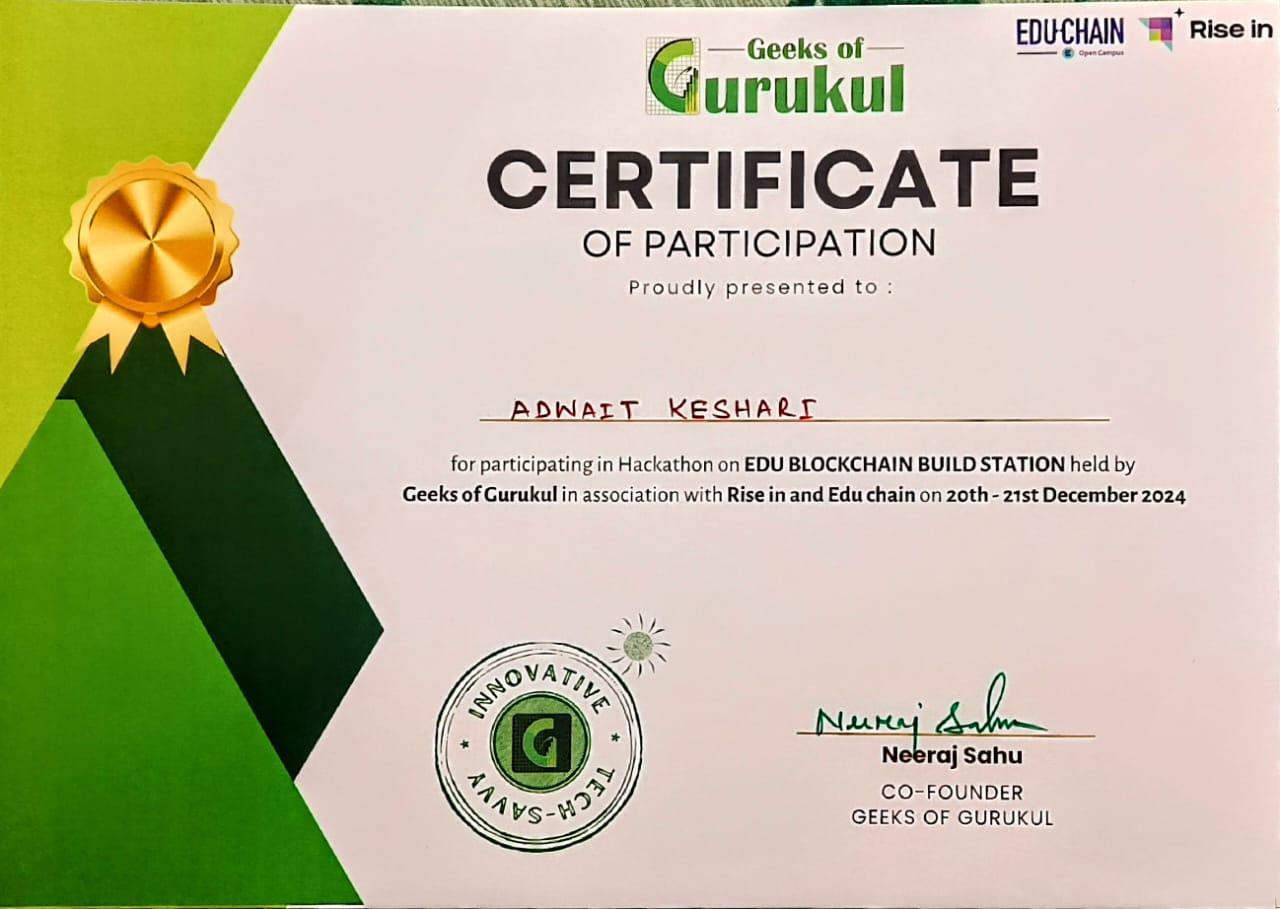 EDU CHAIN
Open Campus
Rise in
Geeks of
Gurukul
CERTIFICATE
OF PARTICIPATION
Proudly presented to :
ADWAIT KESHARI
for participating in Hackathon on EDU BLOCKCHAIN BUILD STATION held by
Geeks of Gurukul in association with Rise in and Edu chain on 20th - 21st December 2024
INNOVATIVE
TECH-SAVVY
Neeraj Sahu
Neeraj Sahu
CO-FOUNDER
GEEKS OF GURUKUL